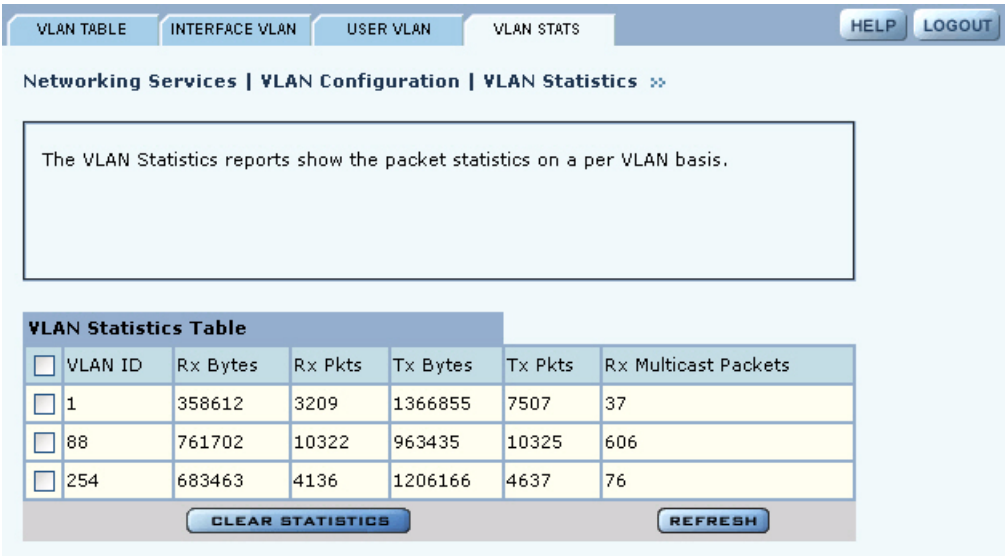 VLAN TABLE INTERFACE VLAN USER VLAN VLAN STATS HELP LOGOUT
Networking Services | VLAN Configuration | VLAN Statistics »
The VLAN Statistics reports show the packet statistics on a per VLAN basis.
VLAN Statistics Table
VLAN ID Rx Bytes Rx Pkts Tx Bytes Tx Pkts Rx Multicast Packets
1 358612 3209 1366855 7507 37
88 761702 10322 963435 10325 606
254 683463 4136 1206166 4637 76
CLEAR STATISTICS REFRESH